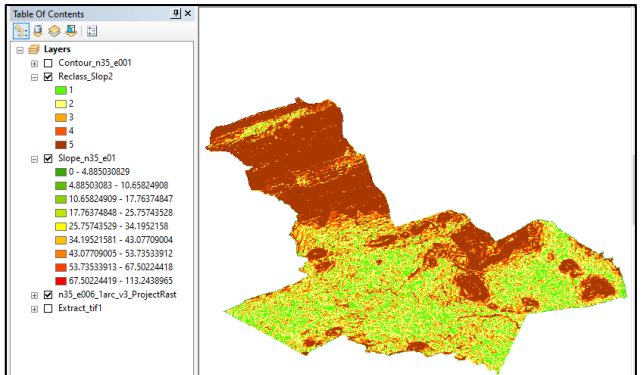 Table Of Contents
Layers
Contour_n35_e001
Reclass_Slop2
1
2
3
4
5
Slope_n35_e01
0 - 4.885030829
4.88503083 - 10.65824908
10.65824909 - 17.76374847
17.76374848 - 25.75743528
25.75743529 - 34.1952158
34.19521581 - 43.07709004
43.07709005 - 53.73533912
53.73533913 - 67.50224418
67.50224419 - 113.2438965
n35_e006_1arc_v3_ProjectRast
Extract_tif1